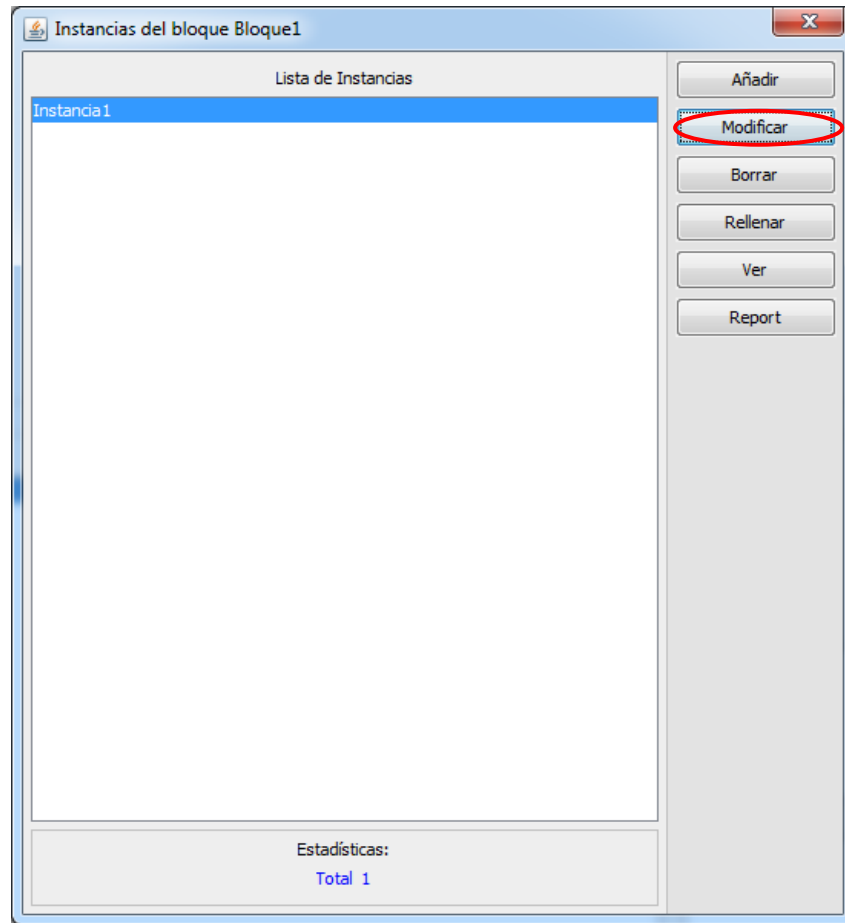 Instancias del bloque Bloque1
Lista de Instancias
Instancia1
Añadir
Modificar
Borrar
Rellenar
Ver
Report
Estadísticas:
Total 1